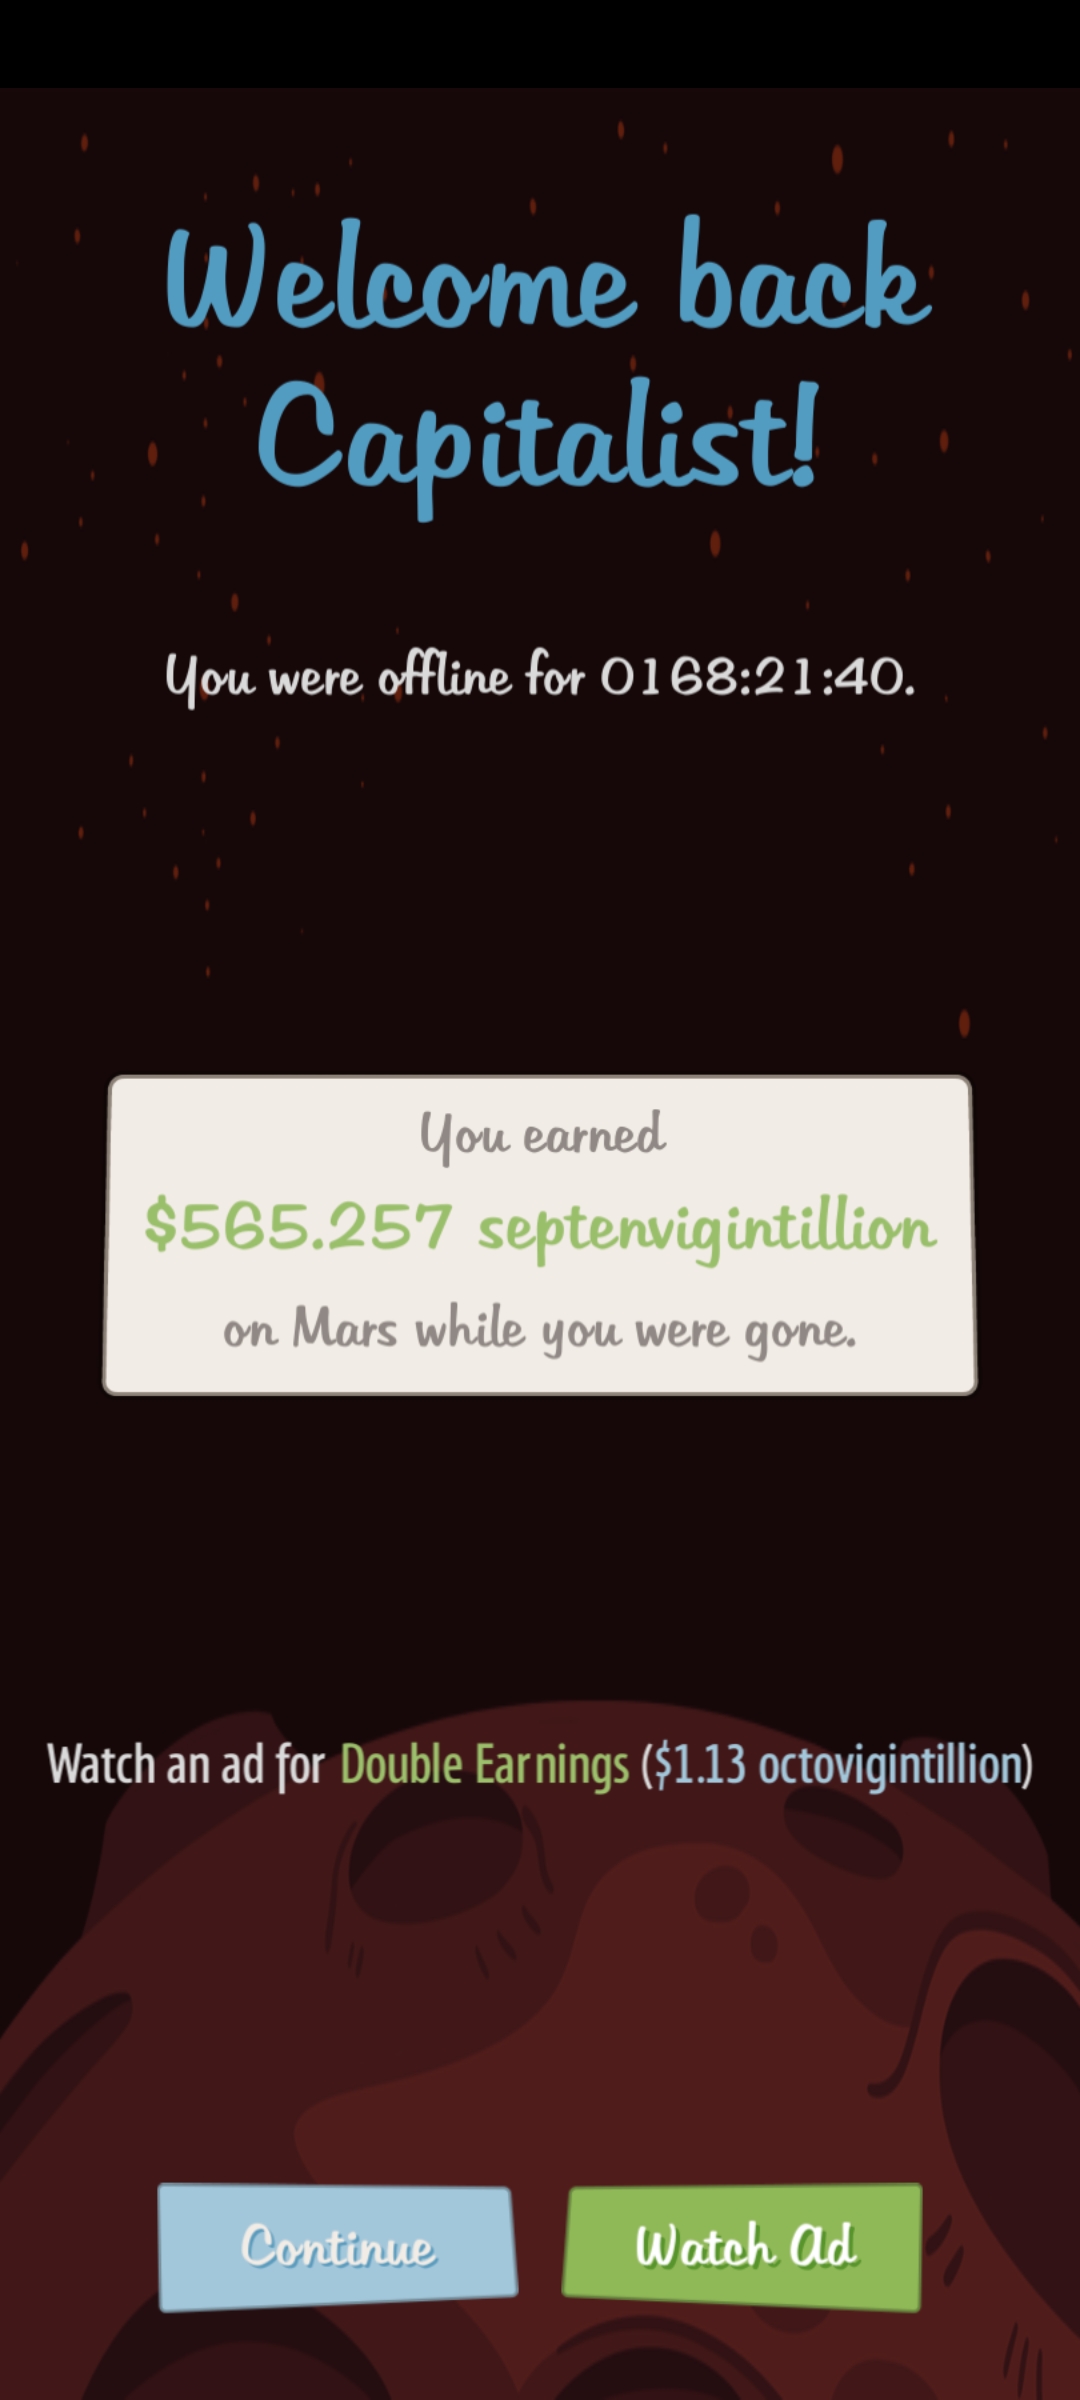 Welcome back
Capitalist!
You were offline for 0168:21:40.
You earned
$565.257 septenvigintillion
on Mars while you were gone.
Watch an ad for Double Earnings ($1.13 octovigintillion)
Continue
Watch Ad